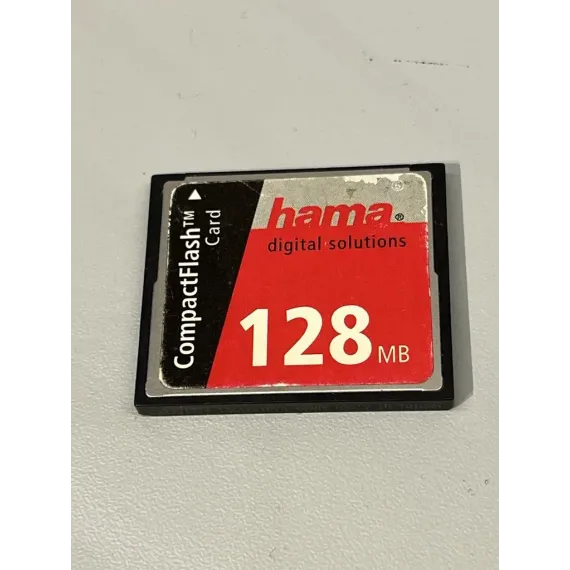 hama®
digital solutions
128 MB
CompactFlash™
Card